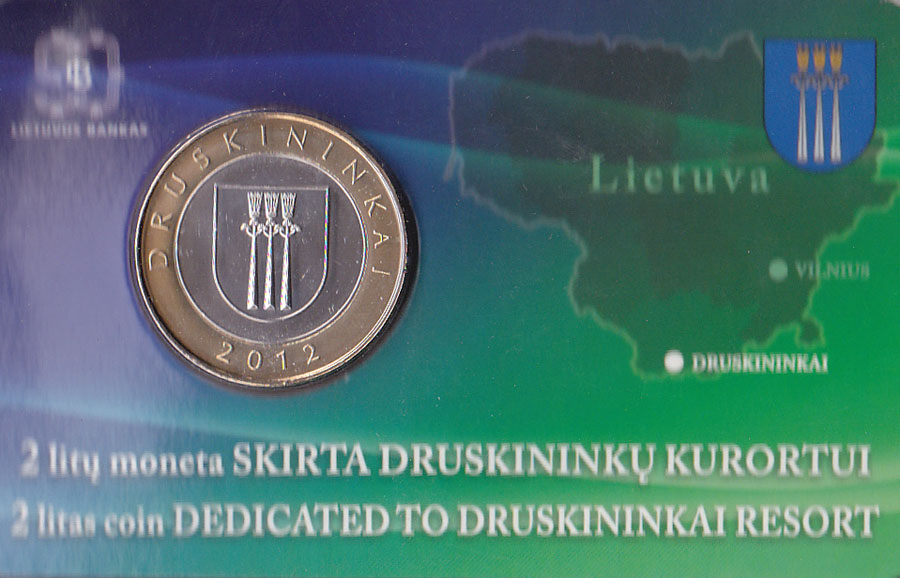 LIETUVOS BANKAS
DRUSKININKAI
2012
Lietuva
VILNIUS
DRUSKININKAI
2 litų moneta SKIRTA DRUSKININKŲ KURORTUI
2 litas coin DEDICATED TO DRUSKININKAI RESORT